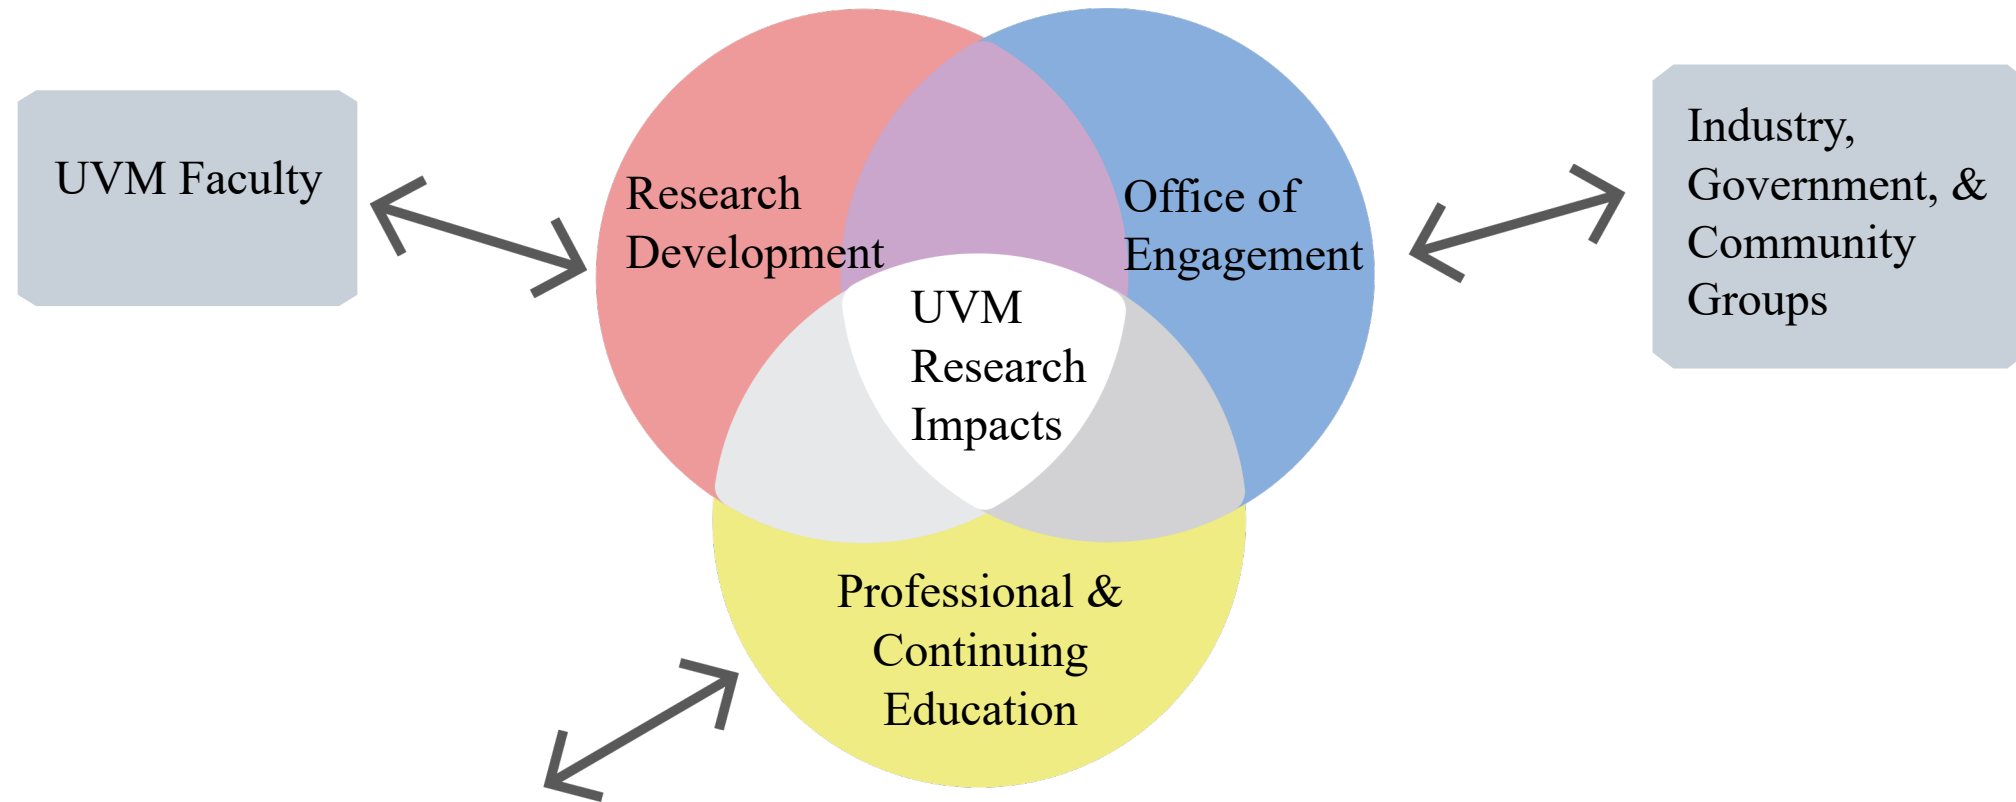 UVM Faculty
Research
Development
Office of
Engagement
Industry,
Government, &
Community
Groups
UVM
Research
Impacts
Professional &
Continuing
Education